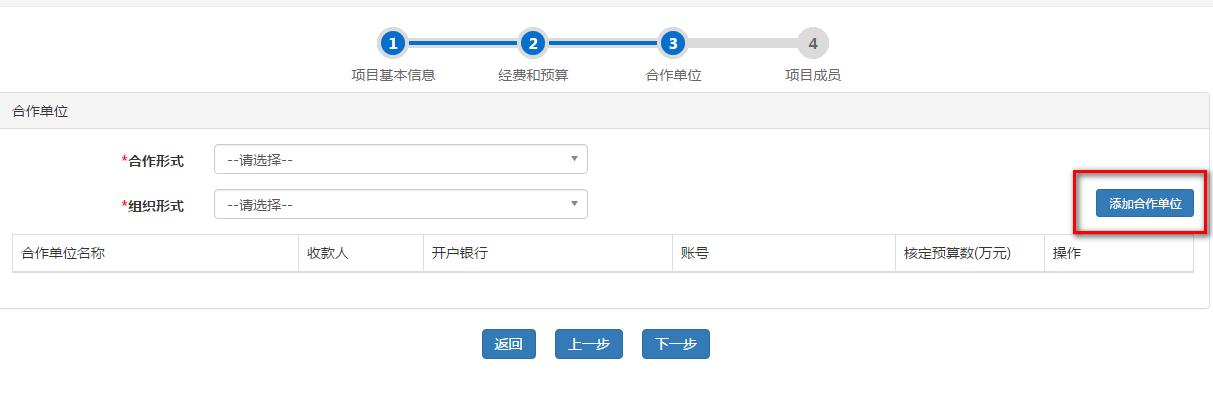 1 2 3 4
项目基本信息 经费和预算 合作单位 项目成员
合作单位
*合作形式 --请选择--
*组织形式 --请选择-- 添加合作单位
合作单位名称 收款人 开户银行 账号 核定预算数(万元) 操作
返回 上一步 下一步